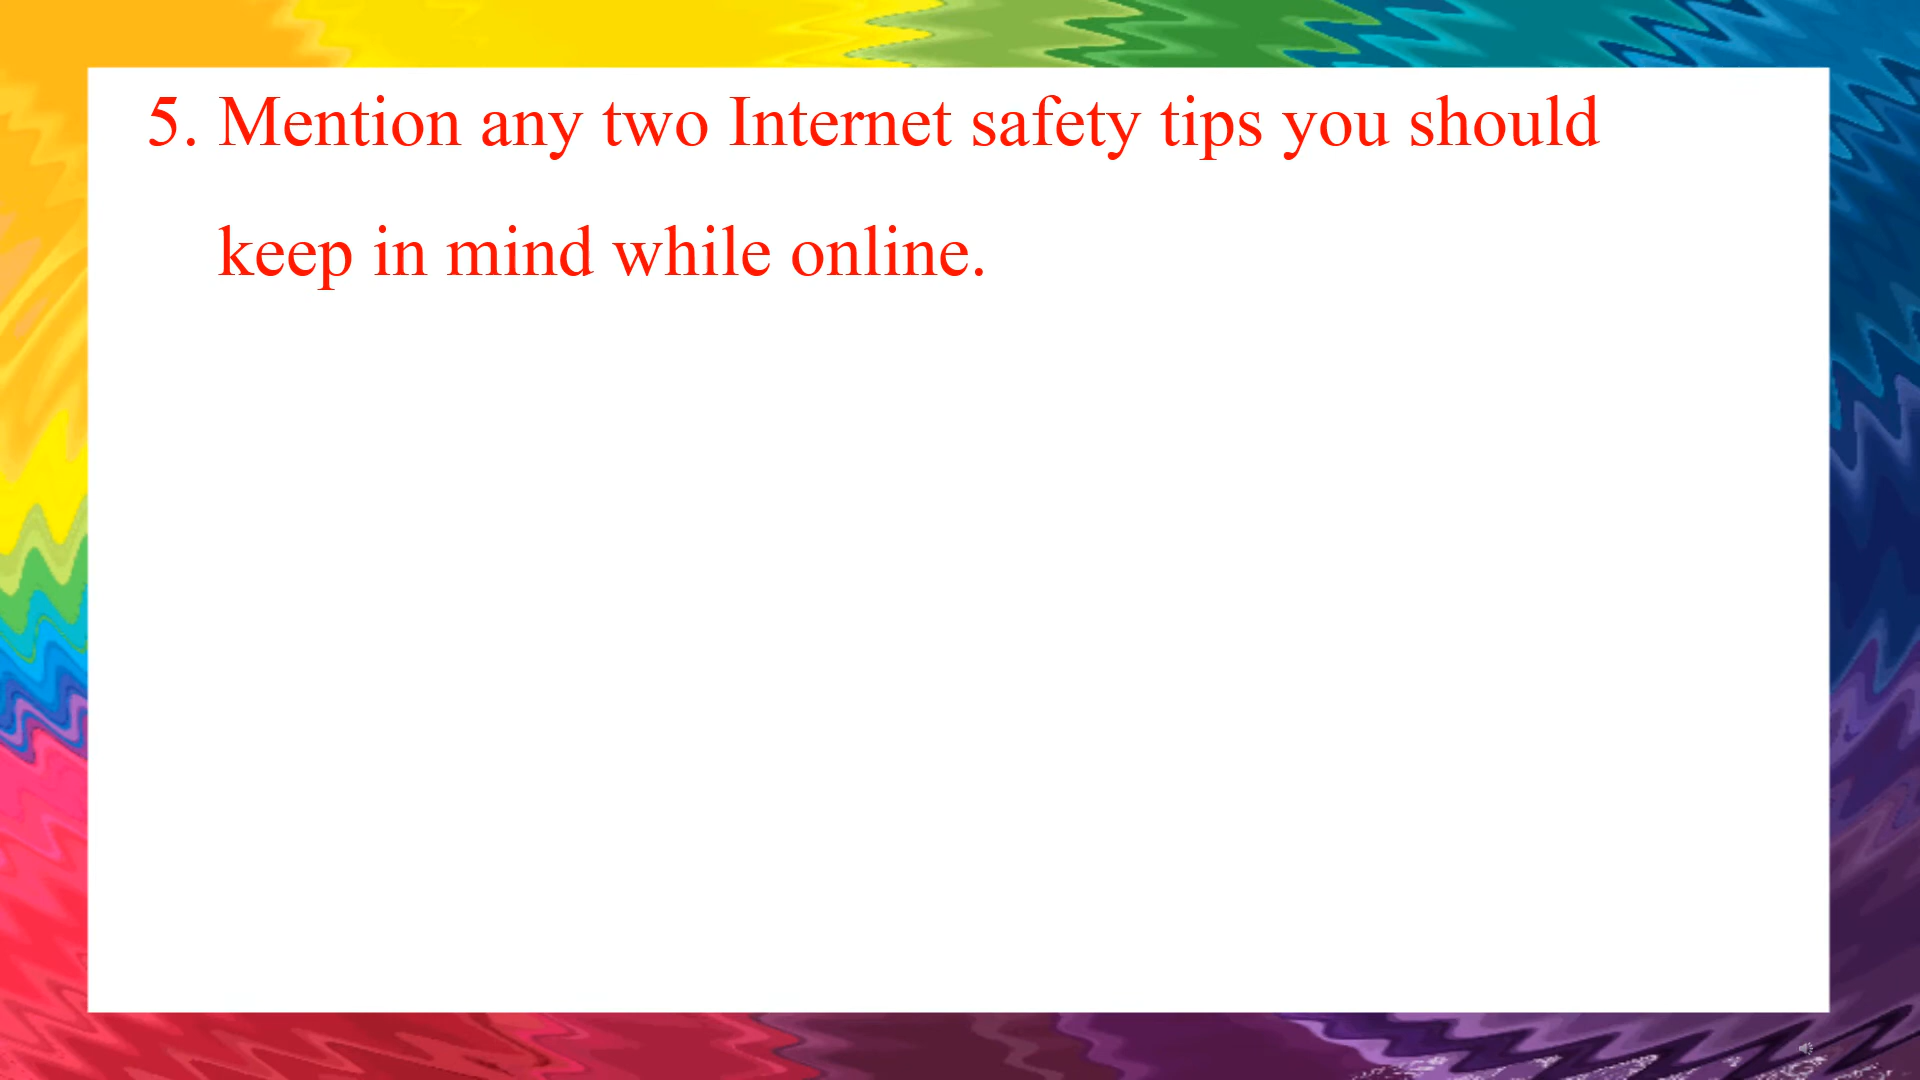 5. Mention any two Internet safety tips you should
keep in mind while online.